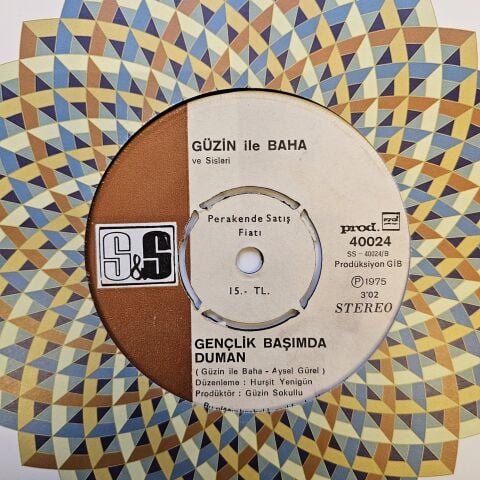 GÜZİN ile BAHA
ve Sisleri
Perakende Satış
Fiatı
15.- TL.
S&S
prod.
40024
SS - 40024/B
Prodüksiyon GİB
Ⓟ 1975
3'02
STEREO
GENÇLİK BAŞIMDA
DUMAN
( Güzin ile Baha - Aysel Gürel )
Düzenleme : Hurşit Yenigün
Prodüktör : Güzin Sokullu